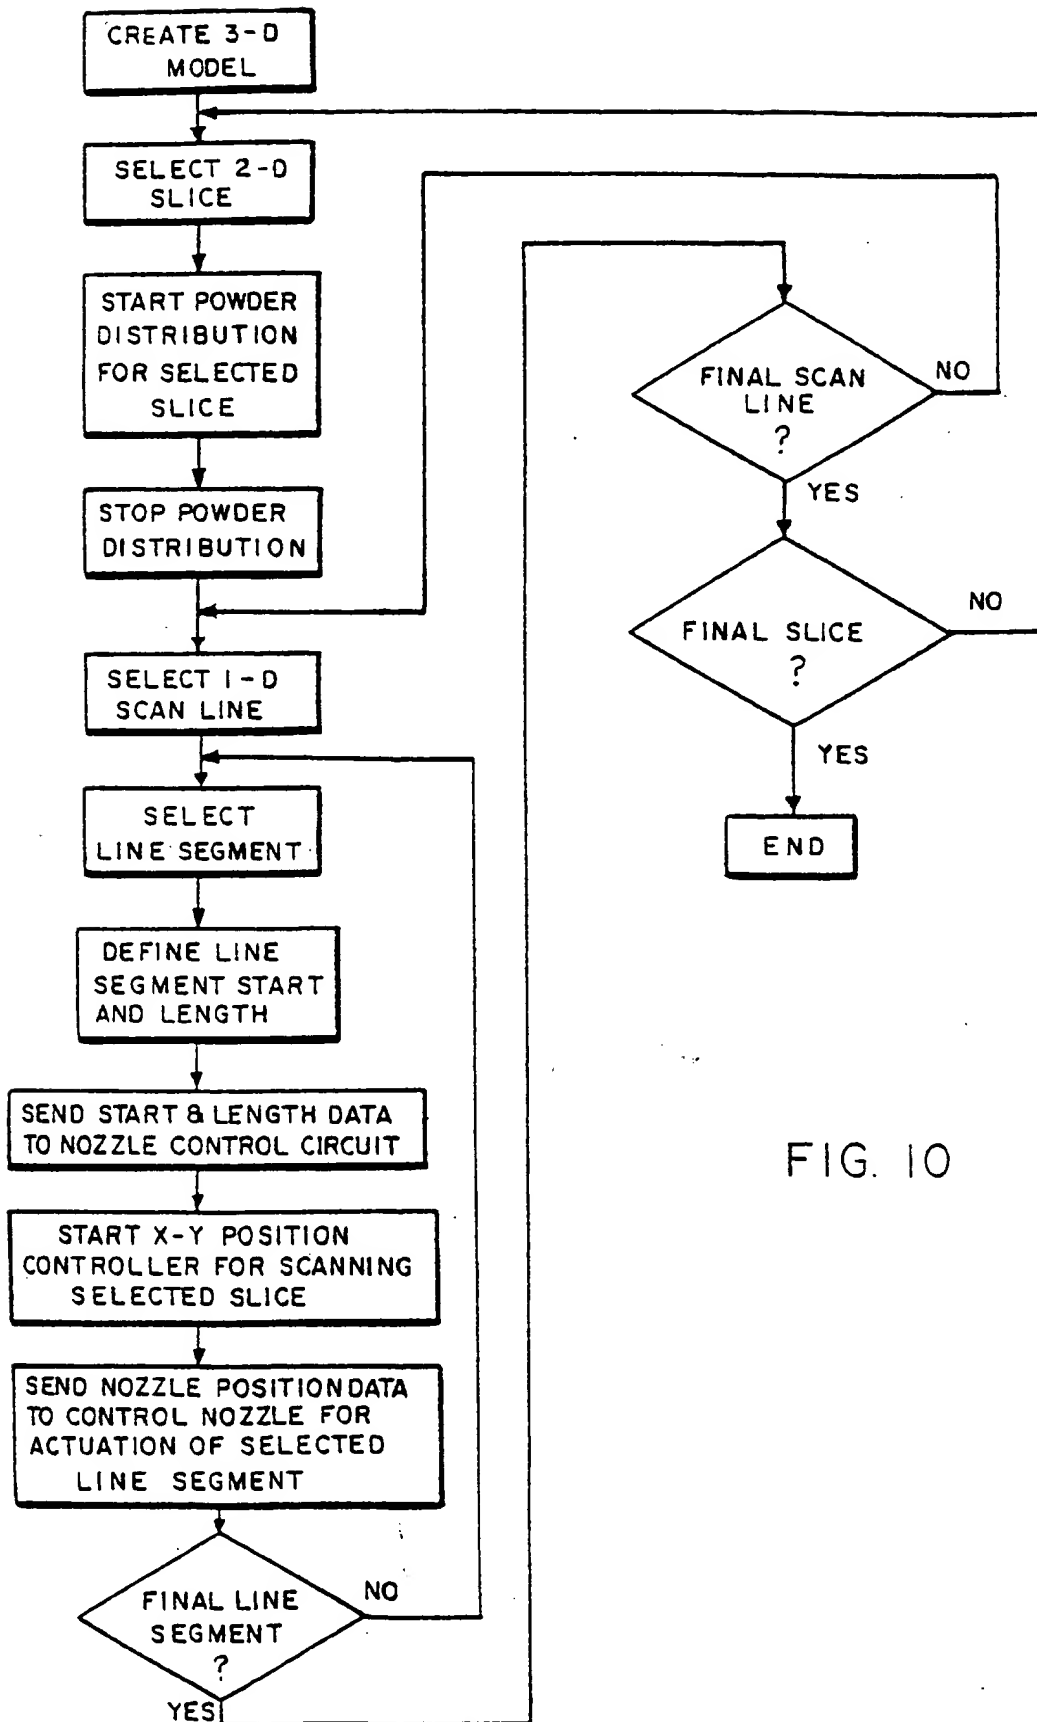 CREATE 3-D
MODEL
SELECT 2-D
SLICE
START POWDER
DISTRIBUTION
FOR SELECTED
SLICE
STOP POWDER
DISTRIBUTION
SELECT 1-D
SCAN LINE
SELECT
LINE SEGMENT
DEFINE LINE
SEGMENT START
AND LENGTH
SEND START & LENGTH DATA
TO NOZZLE CONTROL CIRCUIT
START X-Y POSITION
CONTROLLER FOR SCANNING
SELECTED SLICE
SEND NOZZLE POSITION DATA
TO CONTROL NOZZLE FOR
ACTUATION OF SELECTED
LINE SEGMENT
FINAL LINE
SEGMENT
?
NO
YES
FINAL SCAN
LINE
?
NO
YES
FINAL SLICE
?
NO
YES
END
FIG. 10